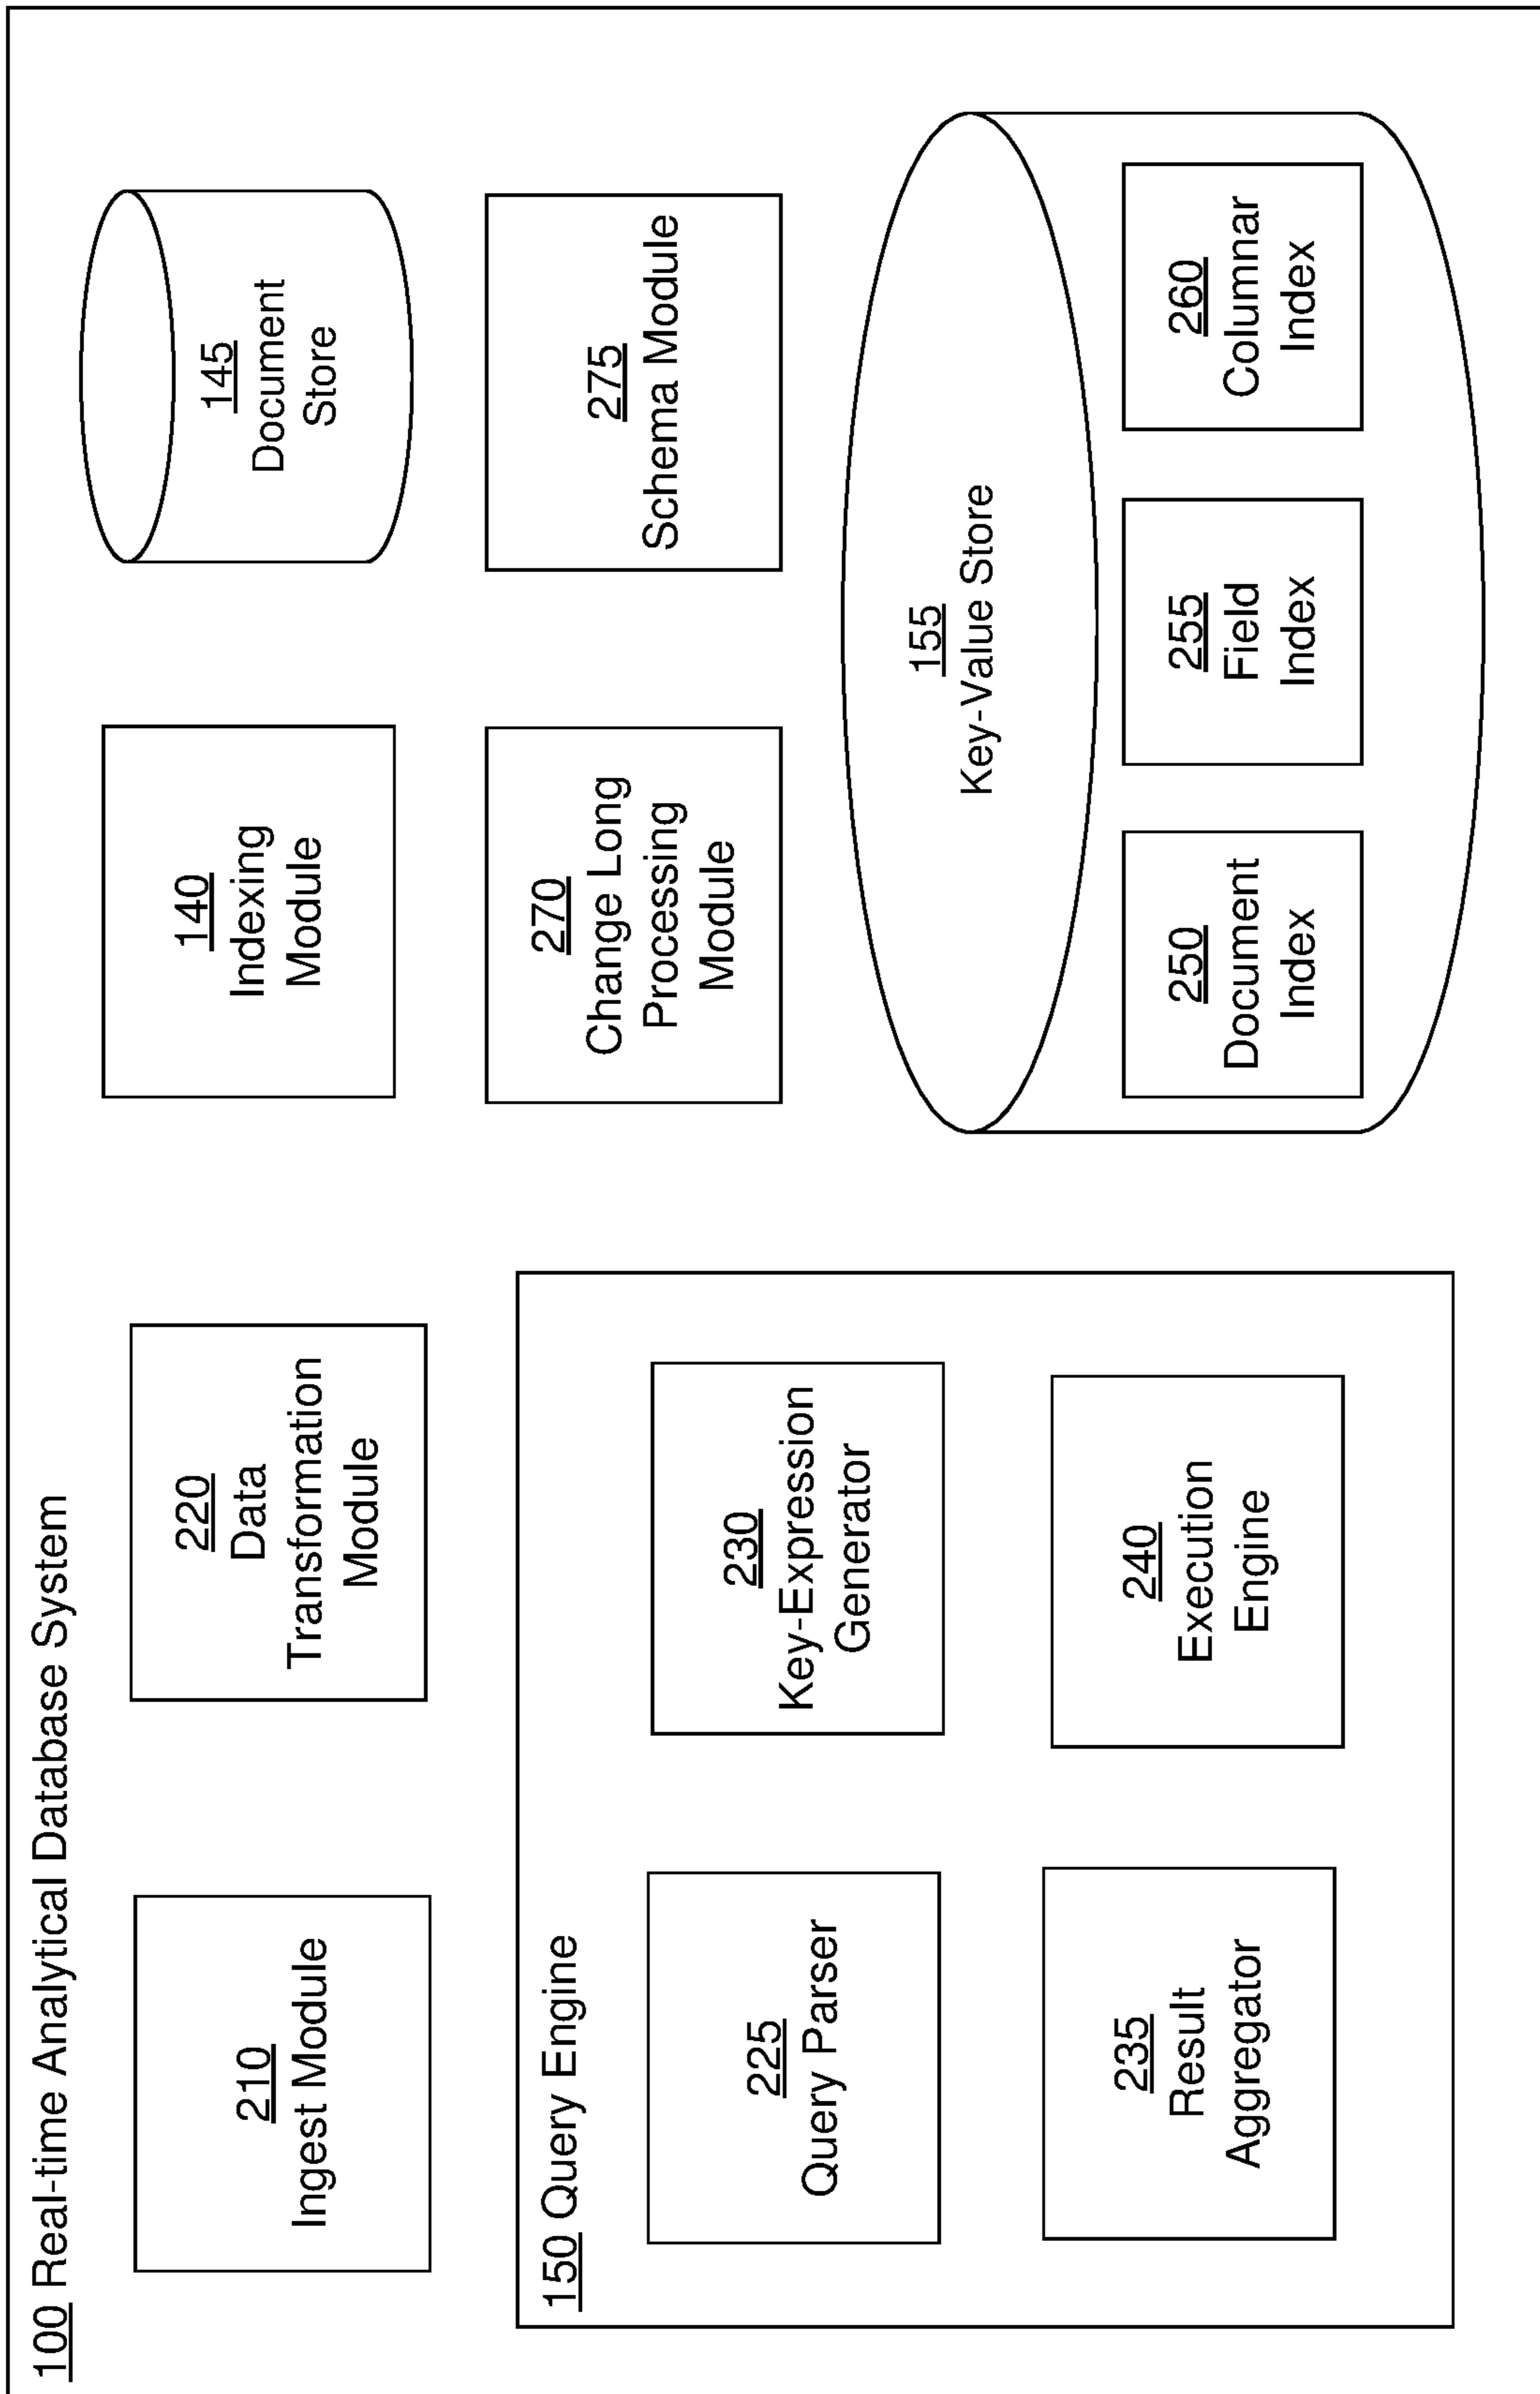 100 Real-time Analytical Database System
210
Ingest Module
220
Data
Transformation
Module
140
Indexing
Module
145
Document
Store
150 Query Engine
225
Query Parser
230
Key-Expression
Generator
235
Result
Aggregator
240
Execution
Engine
270
Change Long
Processing
Module
275
Schema Module
155
Key-Value Store
250
Document
Index
255
Field
Index
260
Columnar
Index